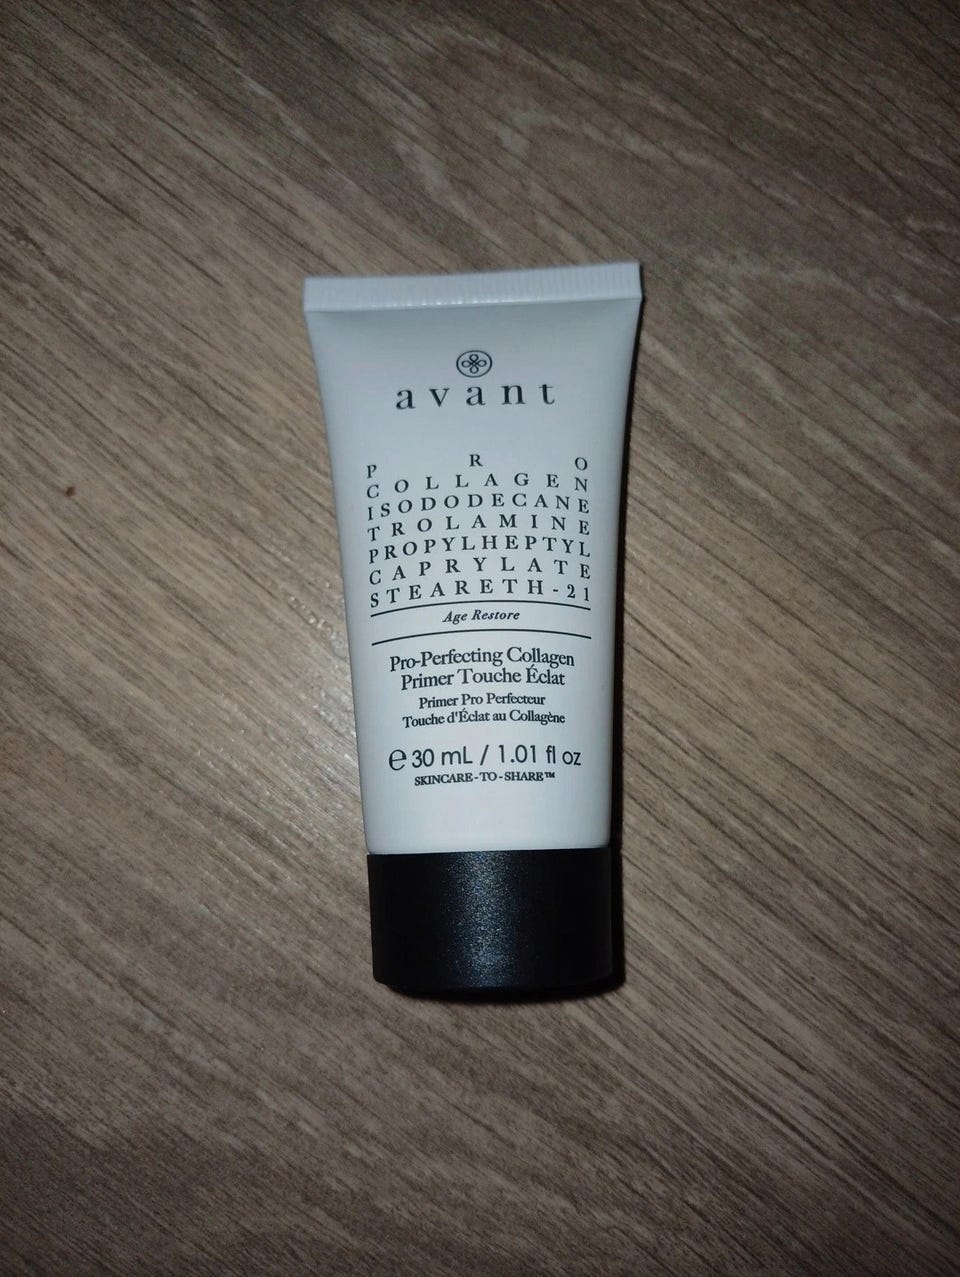 avant
PRO
COLLAGEN
ISODODECANE
TROLAMINE
PROPYLHEPTYL
CAPRYLATE
STEARETH-21
Age Restore
Pro-Perfecting Collagen
Primer Touche Éclat
Primer Pro Perfecteur
Touche d'Éclat au Collagène
℮ 30 mL / 1.01 fl oz
SKINCARE-TO-SHARE™